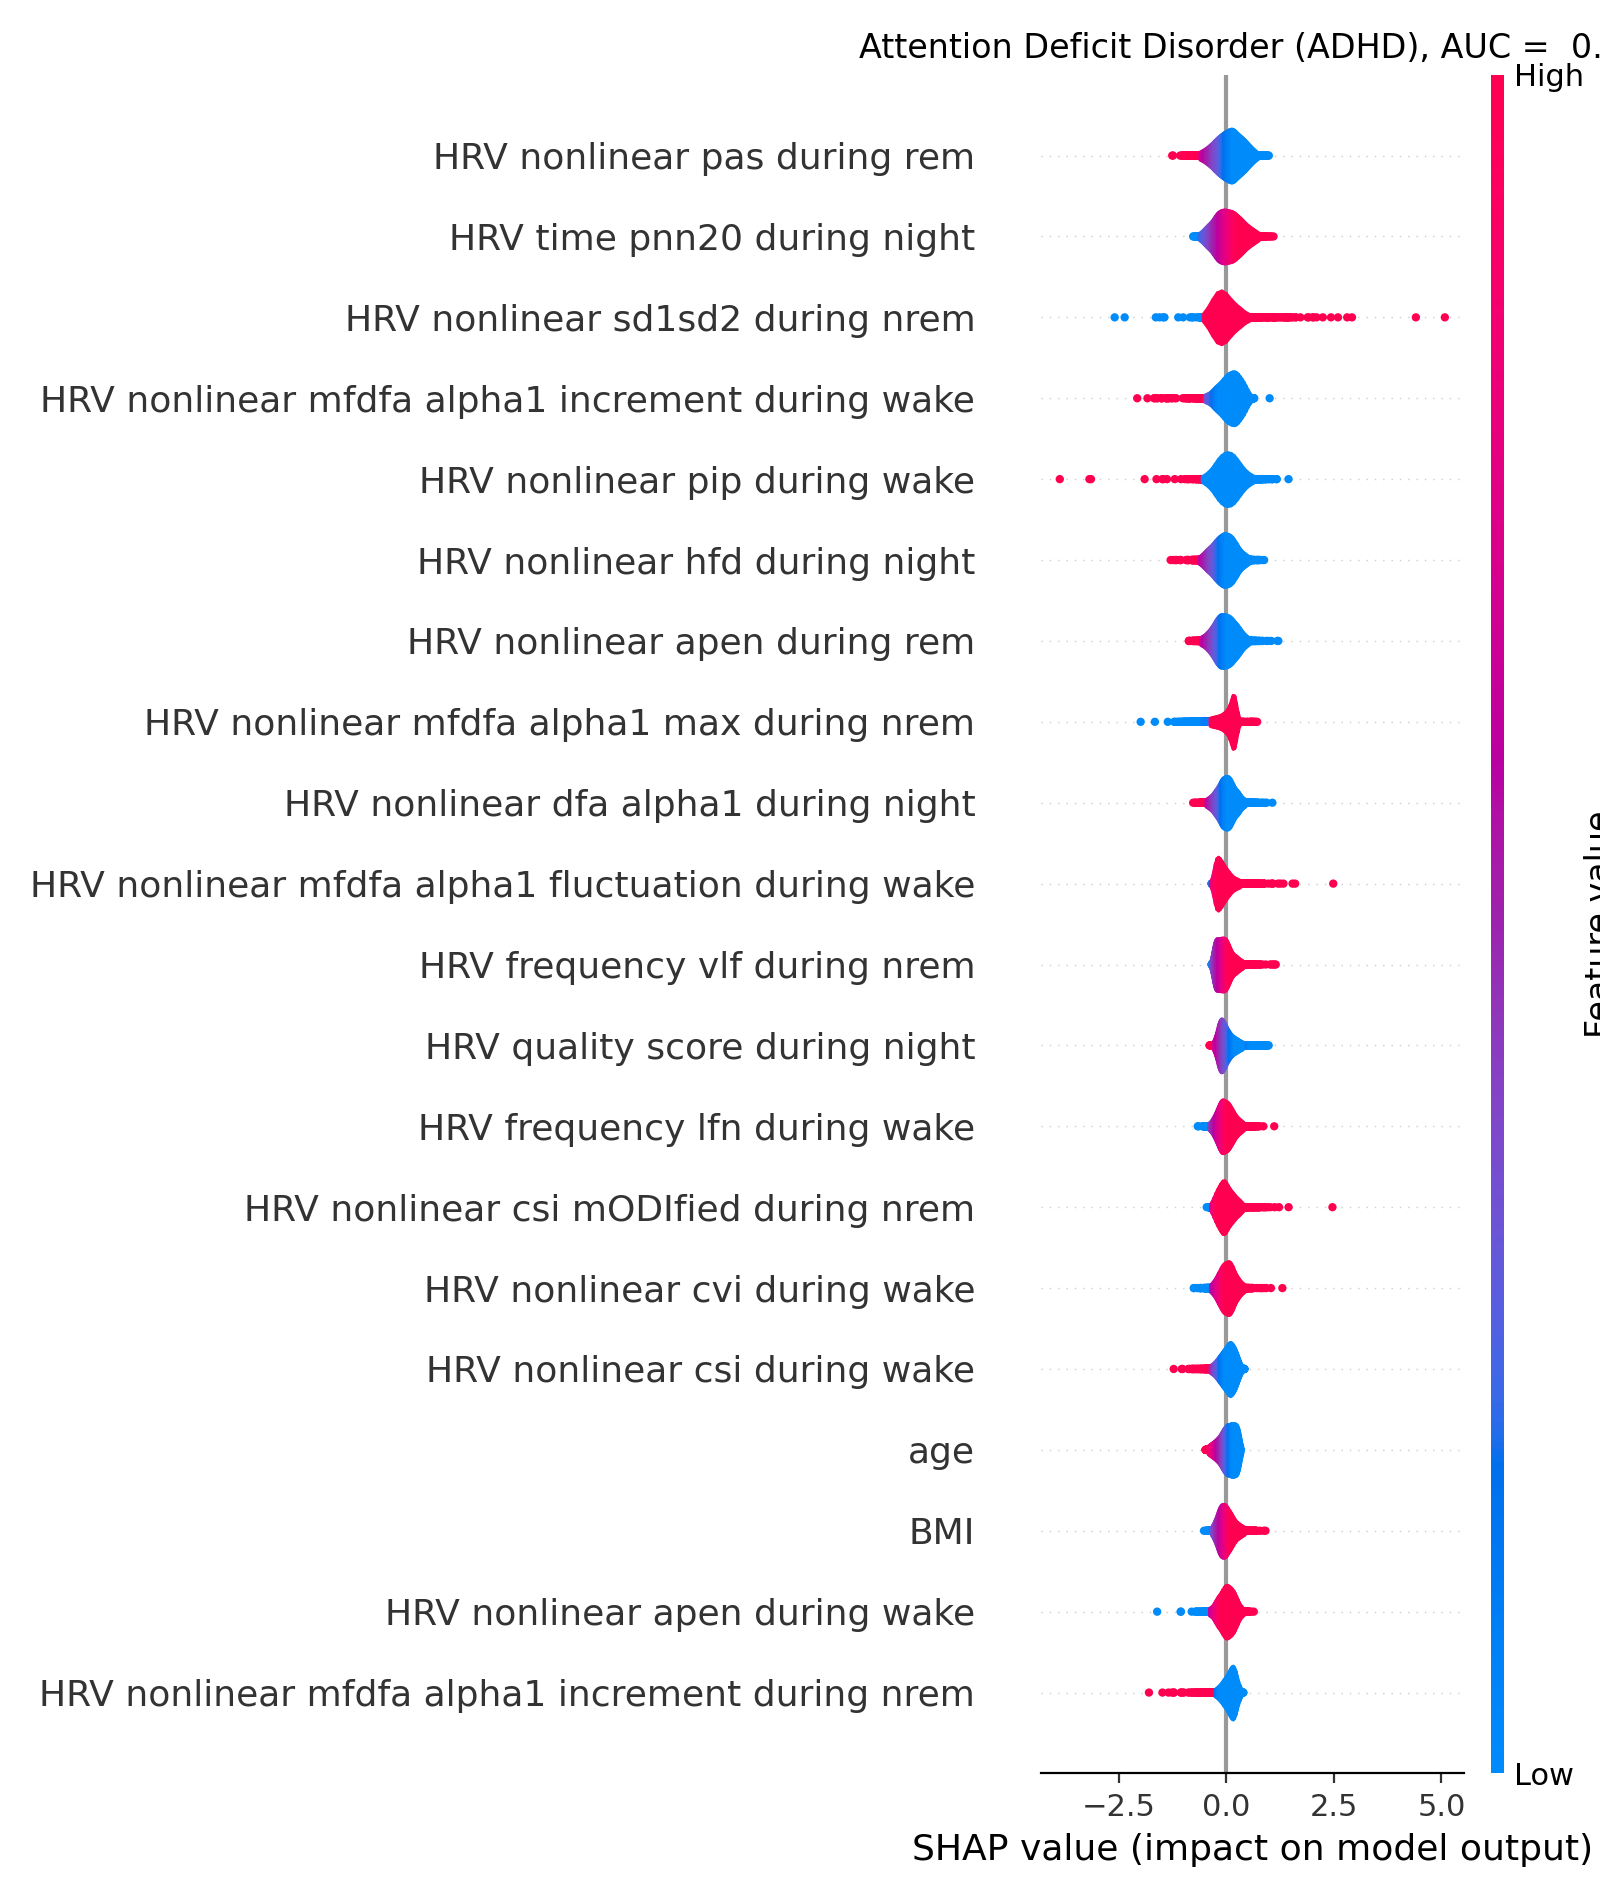 Attention Deficit Disorder (ADHD), AUC = 0.
High
HRV nonlinear pas during rem
HRV time pnn20 during night
HRV nonlinear sd1sd2 during nrem
HRV nonlinear mfdfa alpha1 increment during wake
HRV nonlinear pip during wake
HRV nonlinear hfd during night
HRV nonlinear apen during rem
HRV nonlinear mfdfa alpha1 max during nrem
HRV nonlinear dfa alpha1 during night
HRV nonlinear mfdfa alpha1 fluctuation during wake
HRV frequency vlf during nrem
HRV quality score during night
HRV frequency lfn during wake
HRV nonlinear csi mODIfied during nrem
HRV nonlinear cvi during wake
HRV nonlinear csi during wake
age
BMI
HRV nonlinear apen during wake
HRV nonlinear mfdfa alpha1 increment during nrem
Feature value
Low
−2.5 0.0 2.5 5.0
SHAP value (impact on model output)